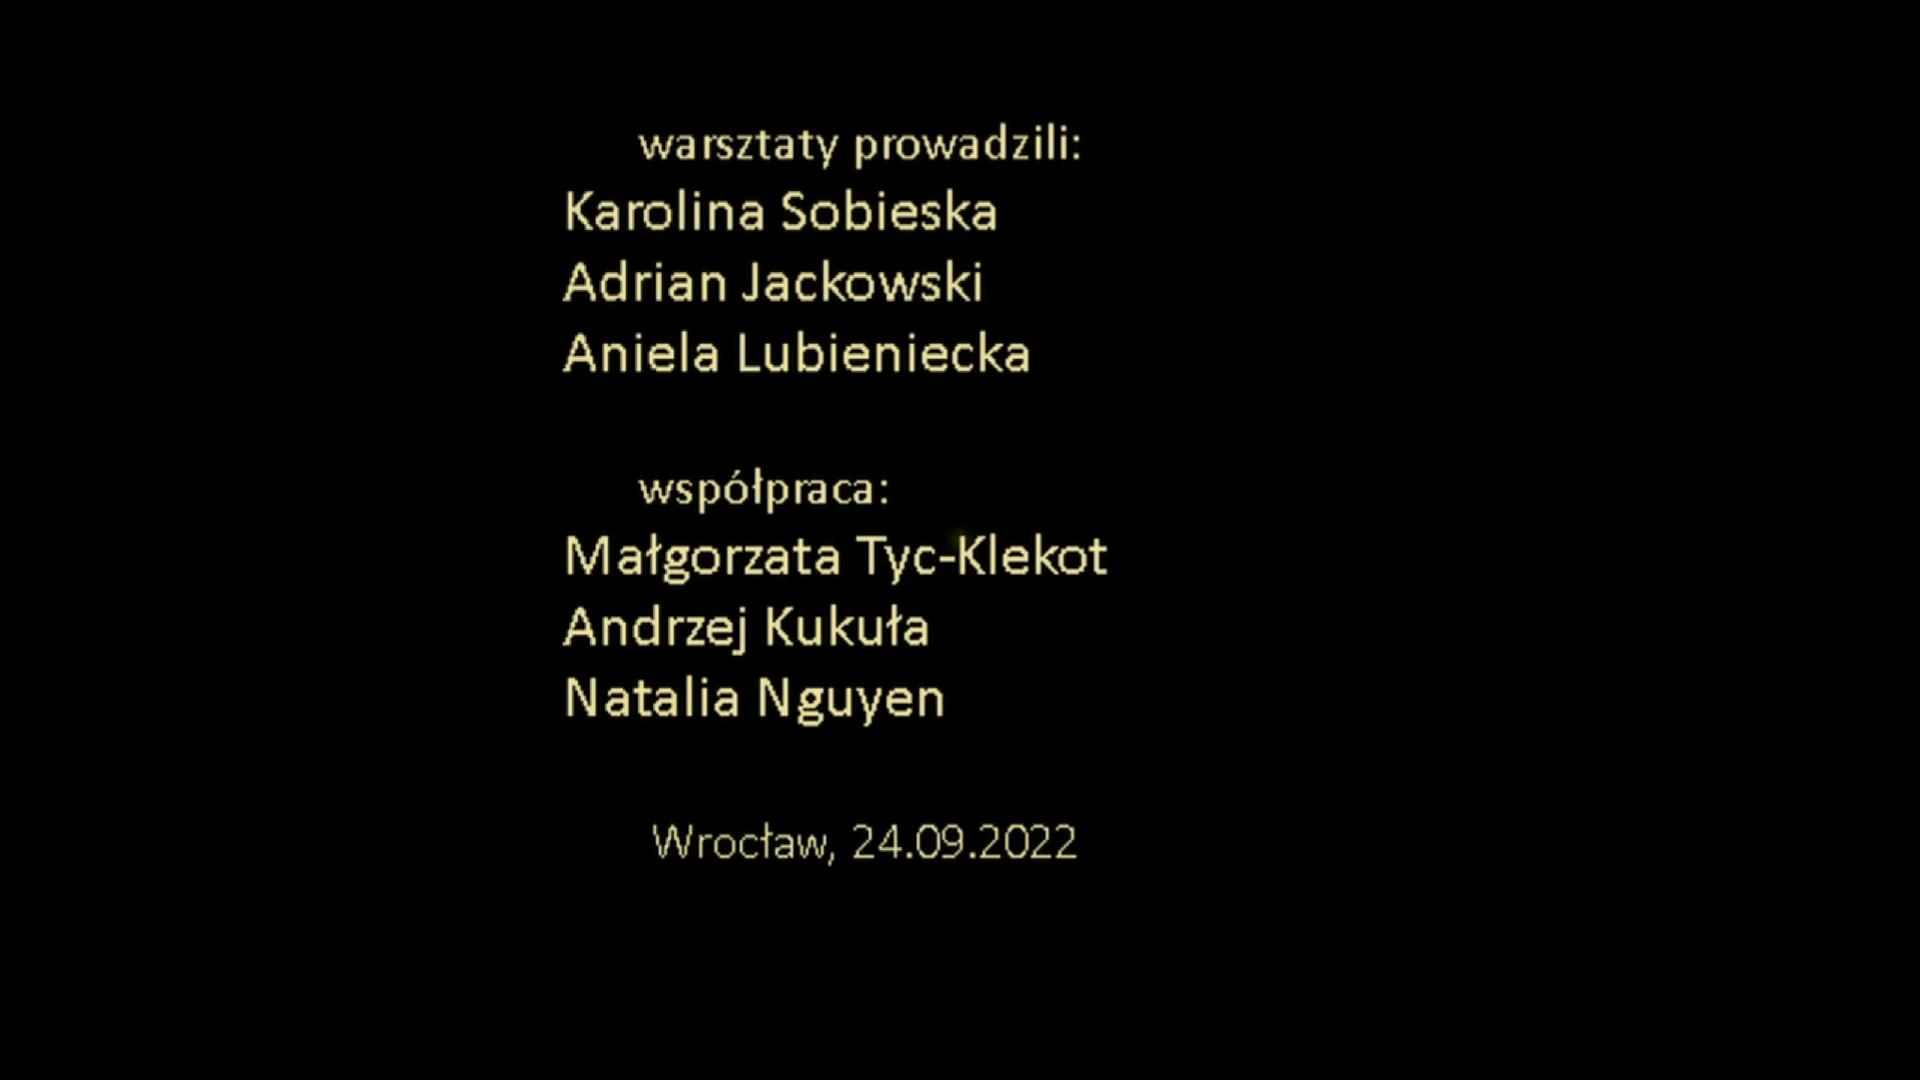 warsztaty prowadzili:
Karolina Sobieska
Adrian Jackowski
Aniela Lubieniecka
współpraca:
Małgorzata Tyc-Klekot
Andrzej Kukuła
Natalia Nguyen
Wrocław, 24.09.2022